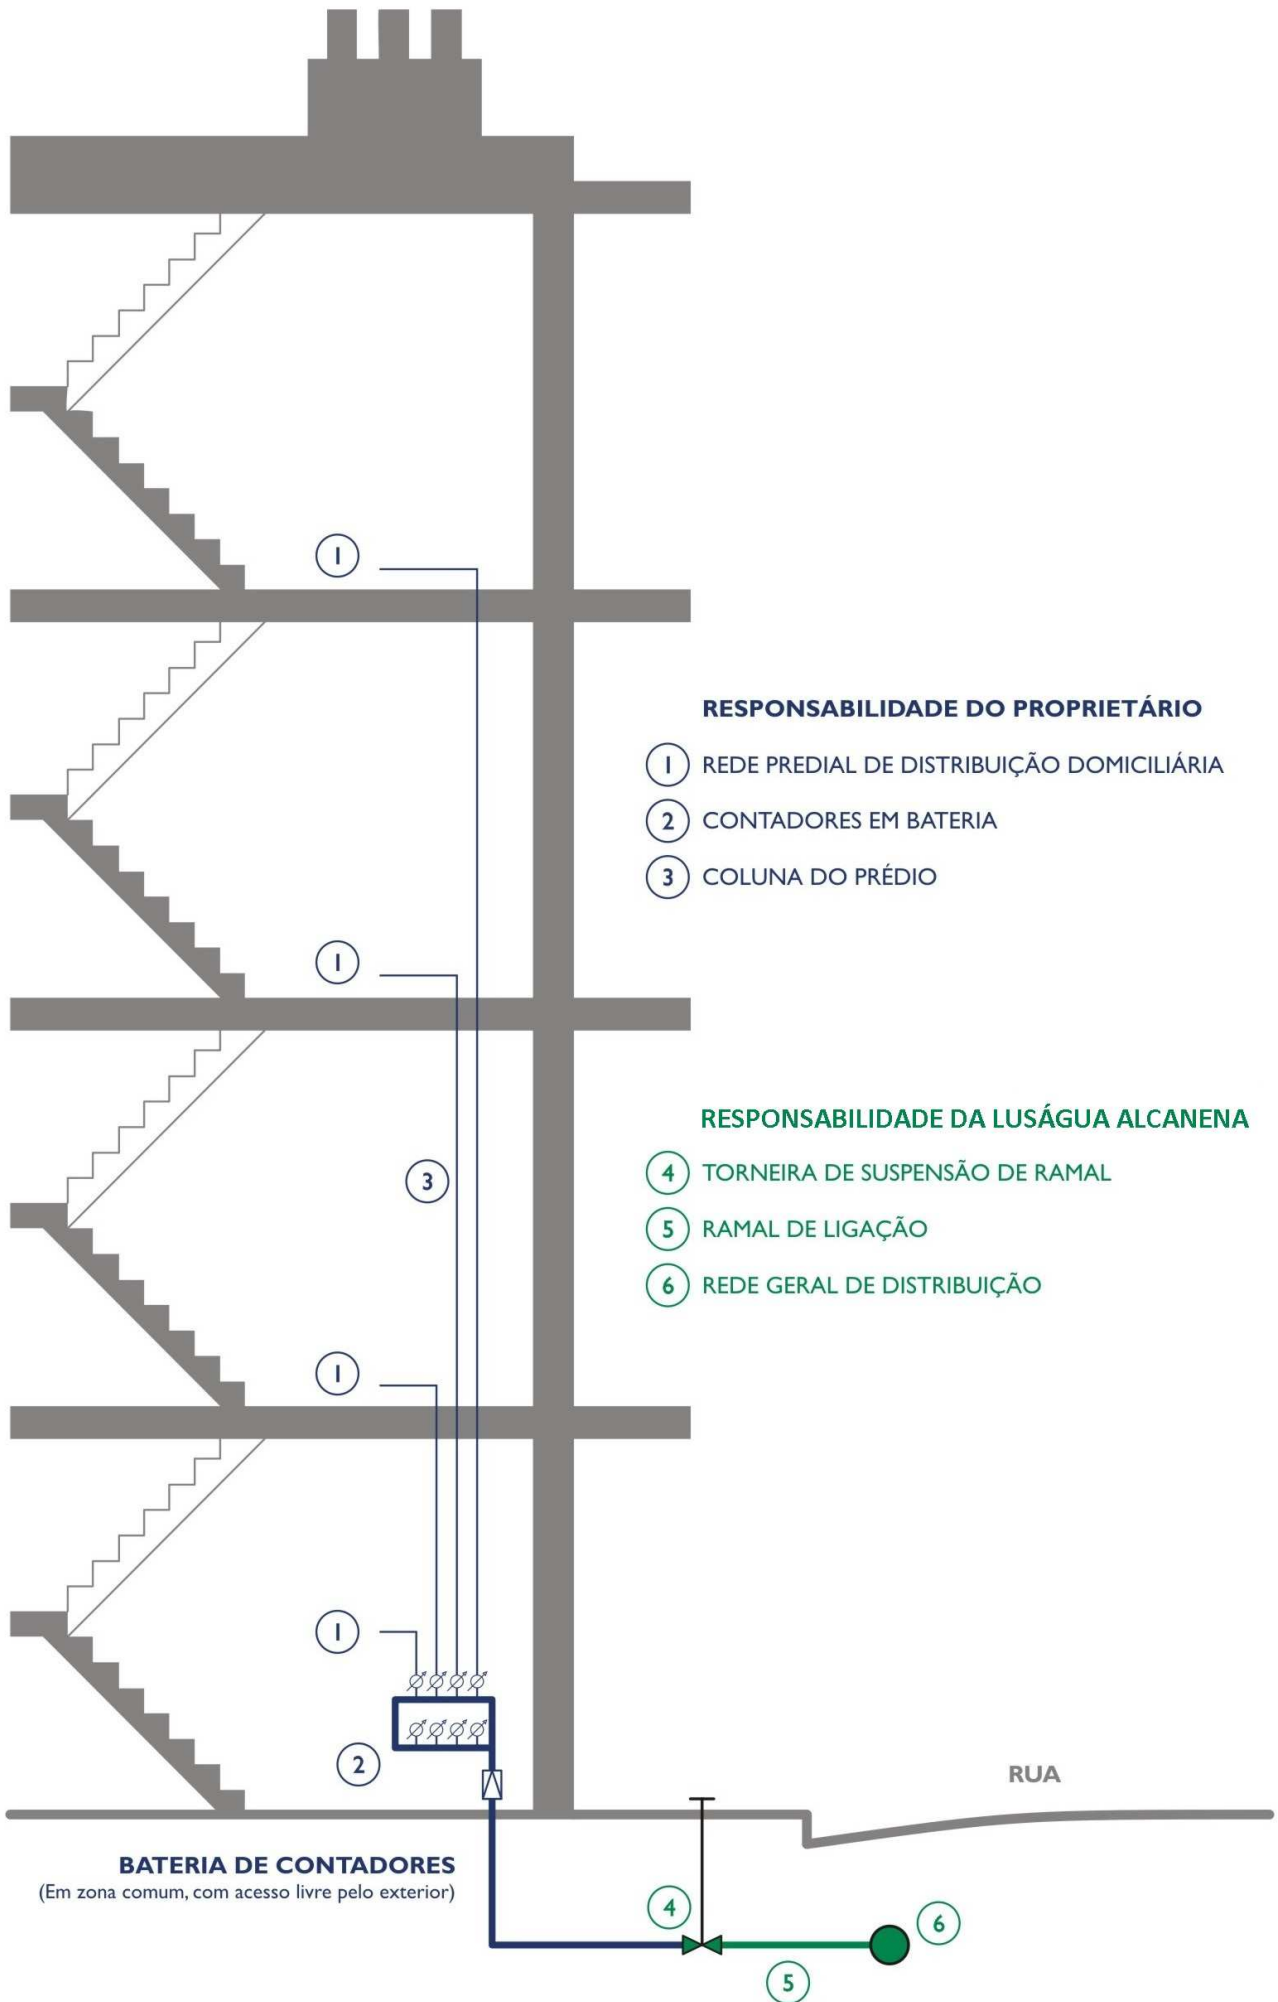 1
RESPONSABILIDADE DO PROPRIETÁRIO
1 REDE PREDIAL DE DISTRIBUIÇÃO DOMICILIÁRIA
2 CONTADORES EM BATERIA
3 COLUNA DO PRÉDIO
1
RESPONSABILIDADE DA LUSÁGUA ALCANENA
4 TORNEIRA DE SUSPENSÃO DE RAMAL
3
5 RAMAL DE LIGAÇÃO
6 REDE GERAL DE DISTRIBUIÇÃO
1
1
2
RUA
BATERIA DE CONTADORES
(Em zona comum, com acesso livre pelo exterior)
4
6
5